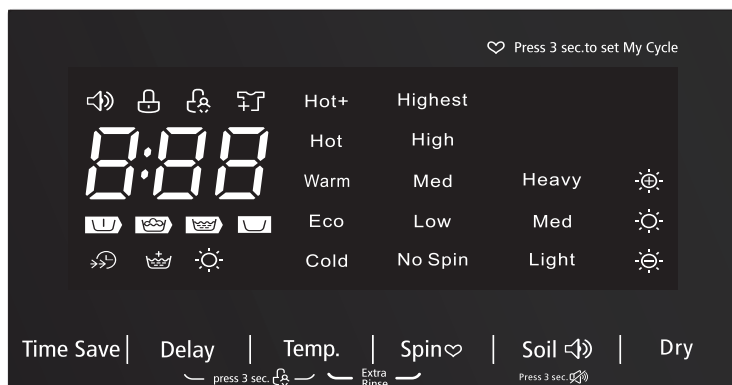 Press 3 sec.to set My Cycle
Hot+ Highest
8:88 Hot High
Warm Med Heavy
Eco Low Med
Cold No Spin Light
Time Save Delay Temp. Spin Soil Dry
press 3 sec. Extra Rinse Press 3 sec.